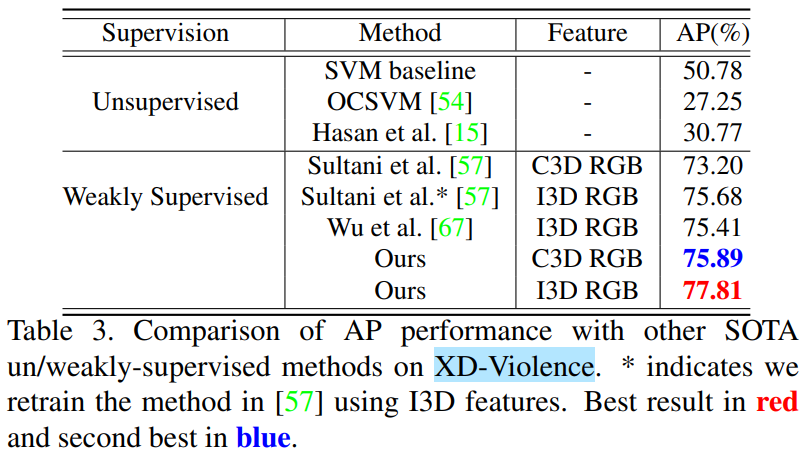 Supervision Method Feature AP(%)
SVM baseline - 50.78
Unsupervised OCSVM [54] - 27.25
Hasan et al. [15] - 30.77
Sultani et al. [57] C3D RGB 73.20
Weakly Supervised Sultani et al.* [57] I3D RGB 75.68
Wu et al. [67] I3D RGB 75.41
Ours C3D RGB 75.89
Ours I3D RGB 77.81
Table 3. Comparison of AP performance with other SOTA
un/weakly-supervised methods on XD-Violence. * indicates we
retrain the method in [57] using I3D features. Best result in red
and second best in blue.